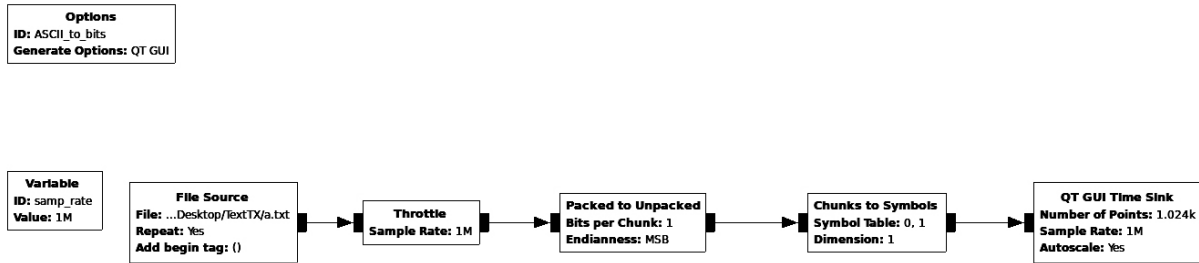 Options
ID: ASCII_to_bits
Generate Options: QT GUI
Variable
ID: samp_rate
Value: 1M
File Source
File: ...Desktop/TextTX/a.txt
Repeat: Yes
Add begin tag: ()
Throttle
Sample Rate: 1M
Packed to Unpacked
Bits per Chunk: 1
Endianness: MSB
Chunks to Symbols
Symbol Table: 0, 1
Dimension: 1
QT GUI Time Sink
Number of Points: 1.024k
Sample Rate: 1M
Autoscale: Yes